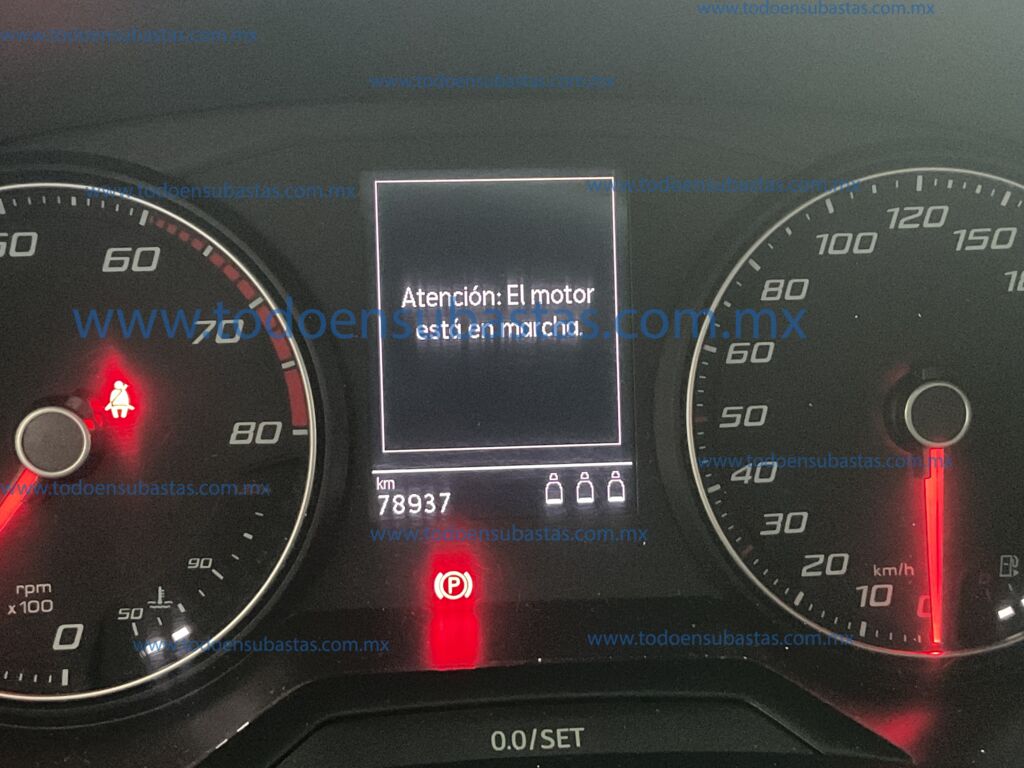 www.todoensubastas.com.mx
www.todoensubastas.com.mx
www.todoensubastas.com.mx
www.todoensubastas.com.mx
www.todoensubastas.com.mx
60
70
80
90
50
rpm
x 100
0
Atención: El motor
está en marcha.
www.todoensubastas.com.mx
km
78937
P
120
100
150
80
60
50
40
30
20
10
0
km/h
www.todoensubastas.com.mx
www.todoensubastas.com.mx
www.todoensubastas.com.mx
www.todoensubastas.com.mx
www.todoensubastas.com.mx
0.0/SET